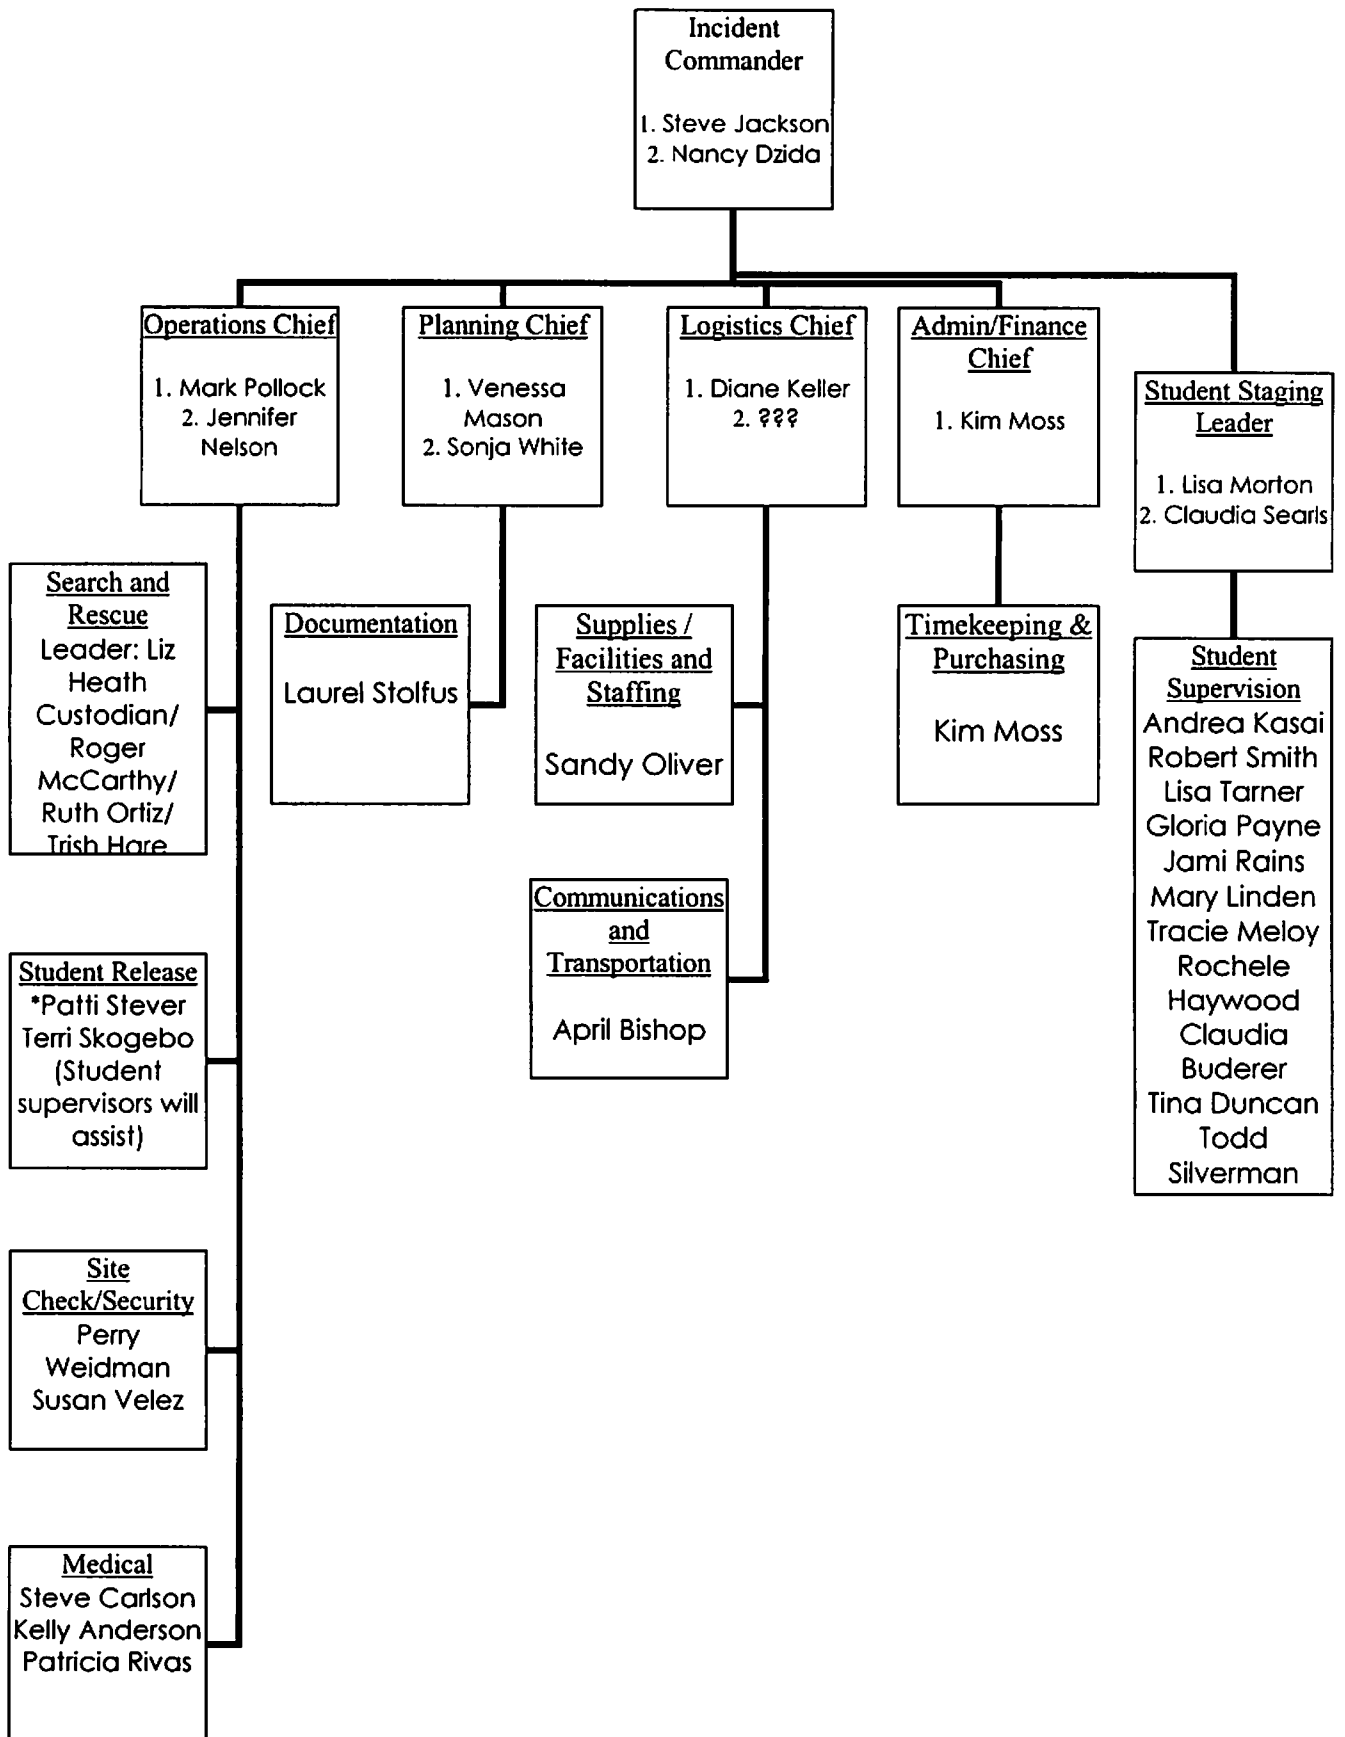 Incident
Commander
1. Steve Jackson
2. Nancy Dzida
Operations Chief
1. Mark Pollock
2. Jennifer
Nelson
Planning Chief
1. Venessa
Mason
2. Sonja White
Logistics Chief
1. Diane Keller
2. ???
Admin/Finance
Chief
1. Kim Moss
Student Staging
Leader
1. Lisa Morton
2. Claudia Searls
Search and
Rescue
Leader: Liz
Heath
Custodian/
Roger
McCarthy/
Ruth Ortiz/
Trish Hare
Documentation
Laurel Stolfus
Supplies /
Facilities and
Staffing
Sandy Oliver
Timekeeping &
Purchasing
Kim Moss
Student
Supervision
Andrea Kasai
Robert Smith
Lisa Tarner
Gloria Payne
Jami Rains
Mary Linden
Tracie Meloy
Rochele
Haywood
Claudia
Buderer
Tina Duncan
Todd
Silverman
Communications
and
Transportation
April Bishop
Student Release
*Patti Stever
Terri Skogebo
(Student
supervisors will
assist)
Site
Check/Security
Perry
Weidman
Susan Velez
Medical
Steve Carlson
Kelly Anderson
Patricia Rivas